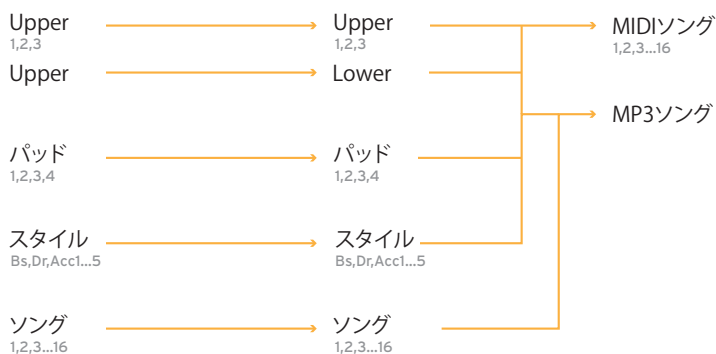 Upper
1,2,3
Upper
1,2,3
MIDIソング
1,2,3...16
Upper
Lower
MP3ソング
パッド
1,2,3,4
パッド
1,2,3,4
スタイル
Bs,Dr,Acc1...5
スタイル
Bs,Dr,Acc1...5
ソング
1,2,3...16
ソング
1,2,3...16